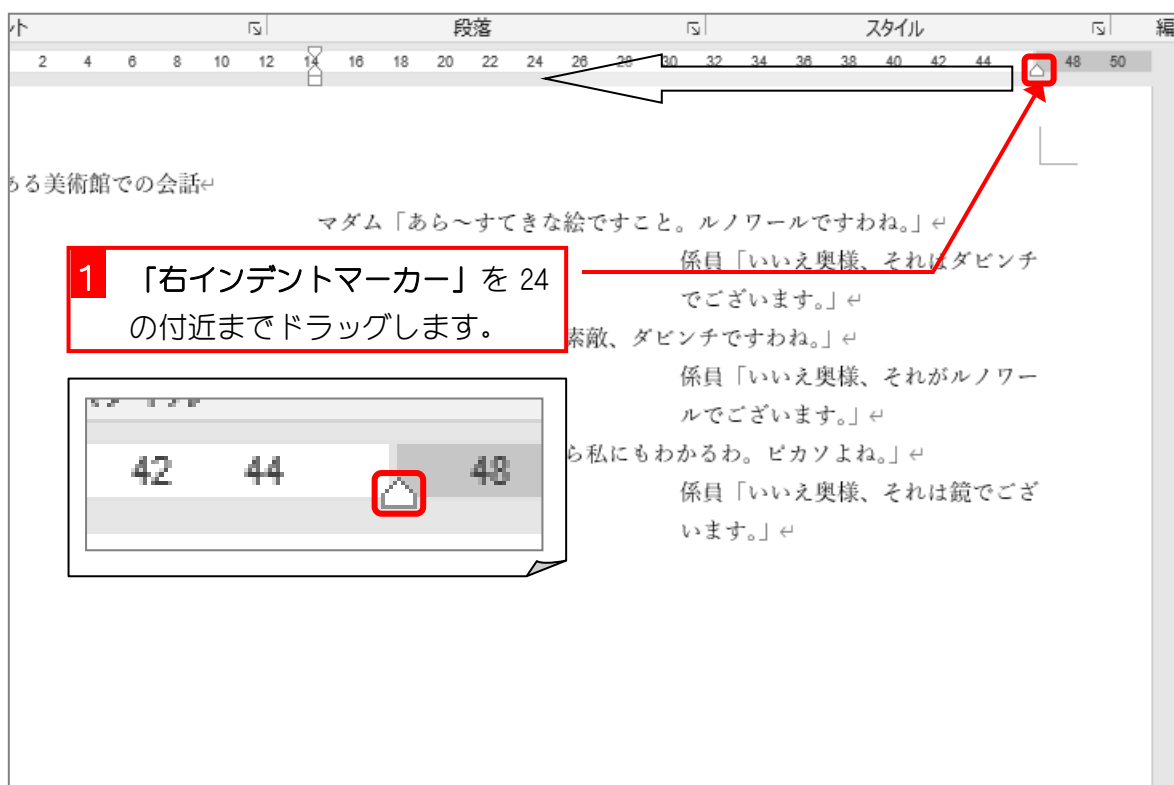 ント 段落 スタイル 編
2 4 6 8 10 12 14 16 18 20 22 24 26 28 30 32 34 36 38 40 42 44 48 50
ある美術館での会話↵
マダム「あら～すてきな絵ですこと。ルノワールですわね。」↵
係員「いいえ奥様、それはダビンチ
でございます。」↵
1 「右インデントマーカー」を 24
の付近までドラッグします。
素敵、ダビンチですわね。」↵
係員「いいえ奥様、それがルノワー
ルでございます。」↵
ら私にもわかるわ。ピカソよね。」↵
係員「いいえ奥様、それは鏡でござ
います。」↵
42 44 48